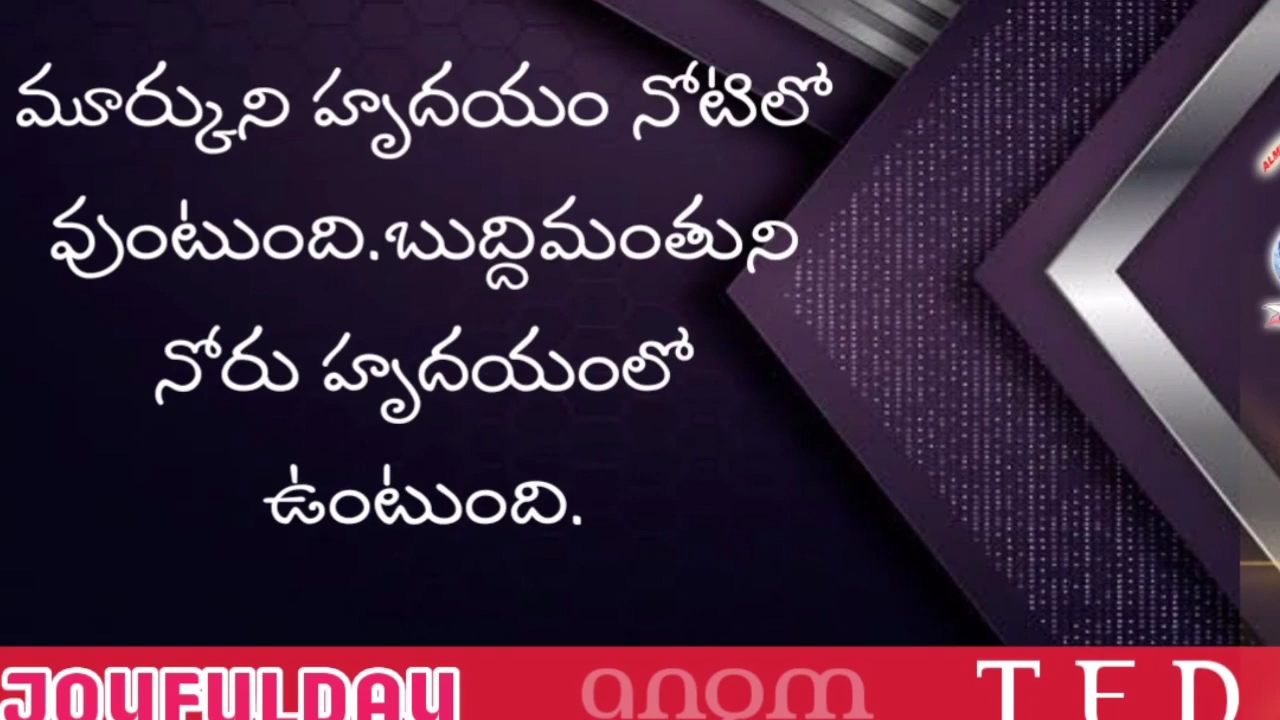 మూర్కుని హృదయం నోటిలో
వుంటుంది.బుద్దిమంతుని
నోరు హృదయంలో
ఉంటుంది.
JOYFULDAY